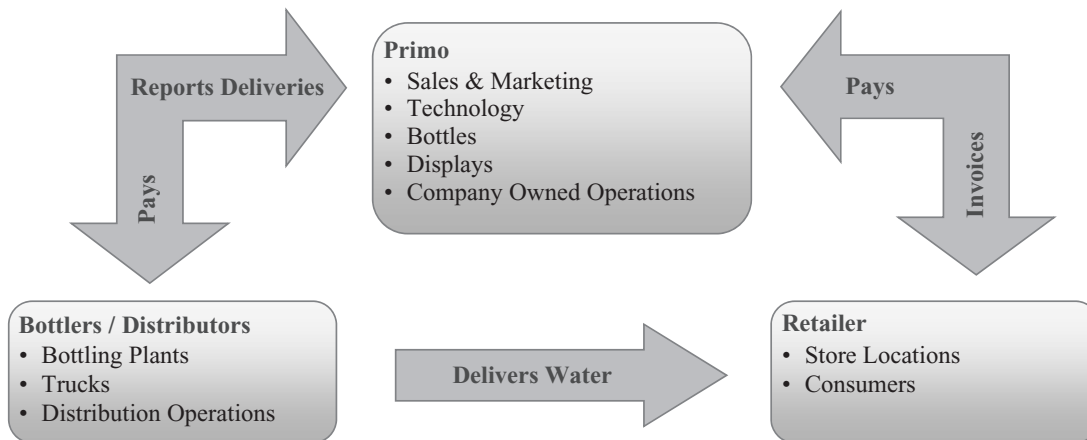 Primo
• Sales & Marketing
• Technology
• Bottles
• Displays
• Company Owned Operations
Reports Deliveries
Pays
Pays
Invoices
Bottlers / Distributors
• Bottling Plants
• Trucks
• Distribution Operations
Delivers Water
Retailer
• Store Locations
• Consumers